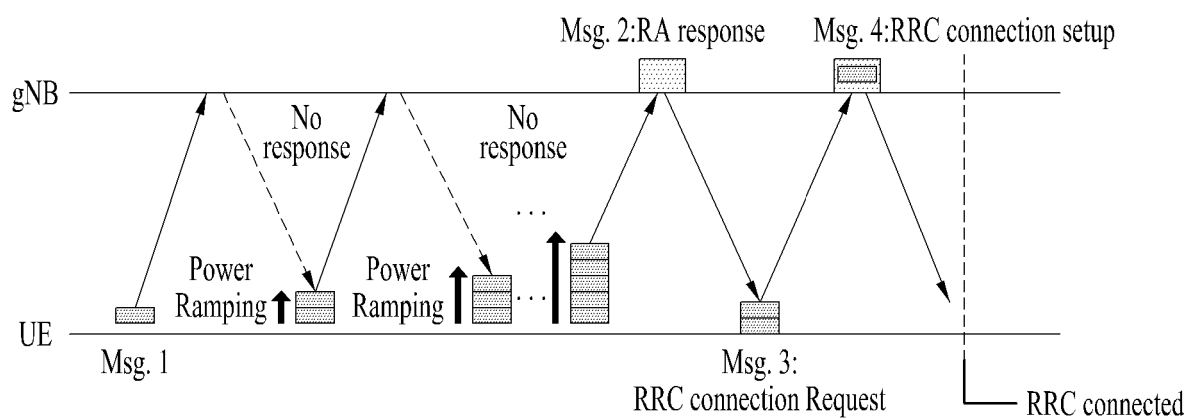 Msg. 2:RA response
Msg. 4:RRC connection setup
gNB
No
response
No
response
...
Power
Ramping
Power
Ramping
...
UE
Msg. 1
Msg. 3:
RRC connection Request
RRC connected